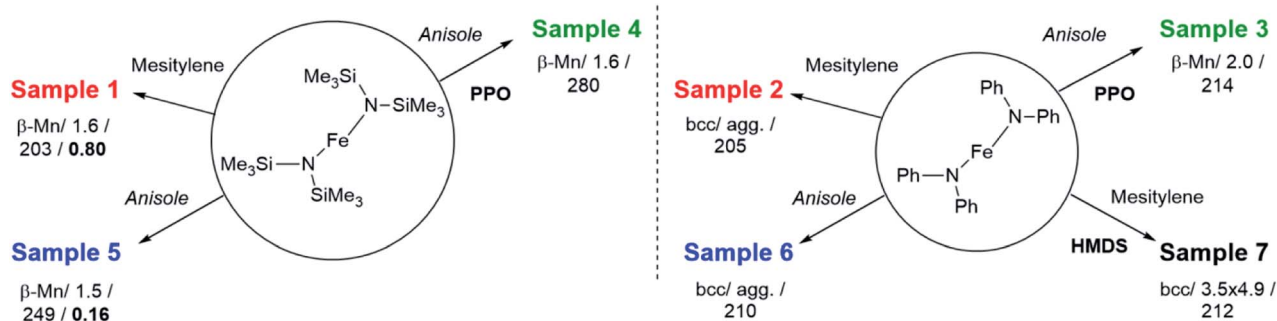 Sample 4
Anisole
β-Mn/ 1.6 /
280
PPO
Mesitylene
Sample 1
β-Mn/ 1.6 /
203 / 0.80
Me3Si
N–SiMe3
Fe
Me3Si—N
SiMe3
Anisole
Sample 5
β-Mn/ 1.5 /
249 / 0.16
Sample 3
Anisole
β-Mn/ 2.0 /
214
PPO
Mesitylene
Sample 2
bcc/ agg. /
205
Ph
N–Ph
Fe
Ph—N
Ph
Anisole
Sample 6
bcc/ agg. /
210
Mesitylene
HMDS
Sample 7
bcc/ 3.5x4.9 /
212